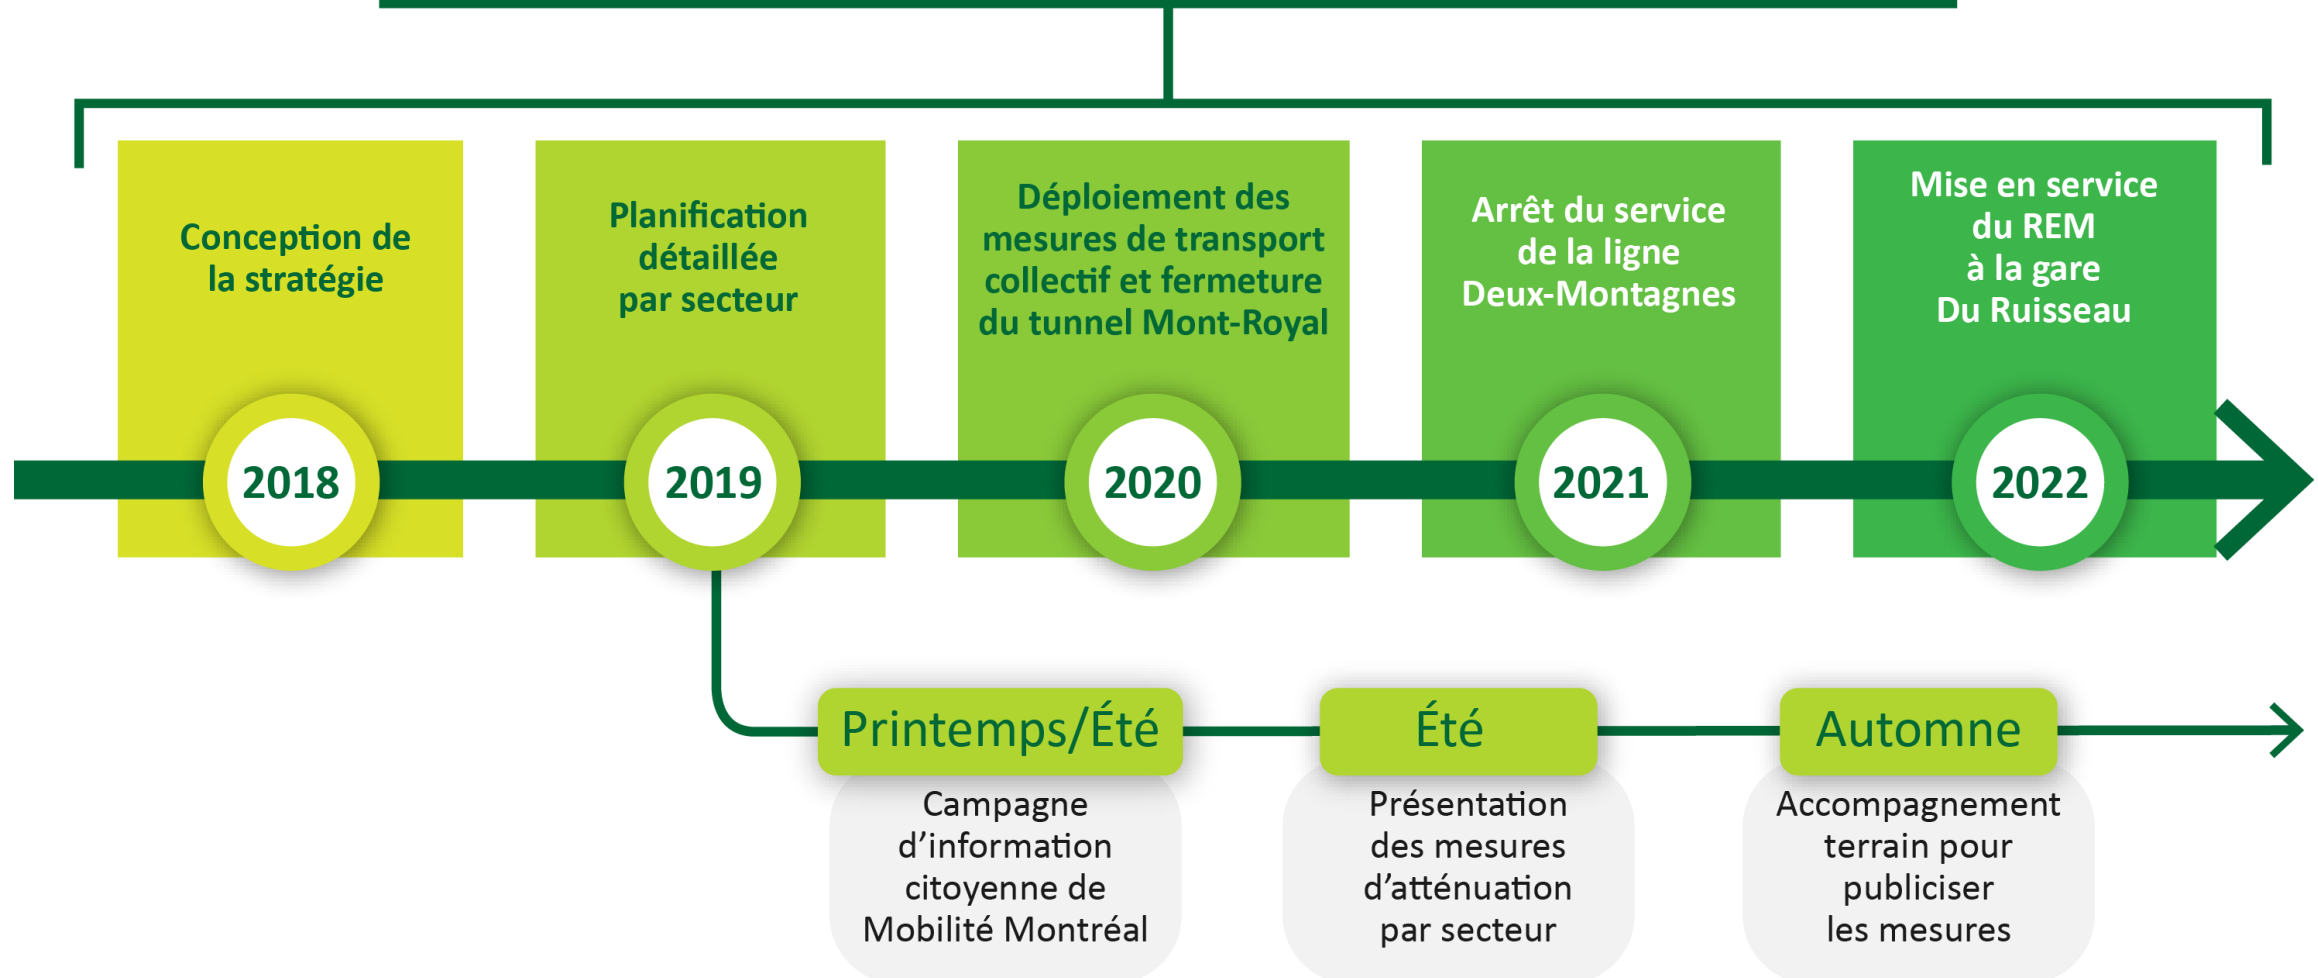 Conception de
la stratégie
2018
Planification
détaillée
par secteur
2019
Déploiement des
mesures de transport
collectif et fermeture
du tunnel Mont-Royal
2020
Arrêt du service
de la ligne
Deux-Montagnes
2021
Mise en service
du REM
à la gare
Du Ruisseau
2022
Printemps/Été
Campagne
d’information
citoyenne de
Mobilité Montréal
Été
Présentation
des mesures
d’atténuation
par secteur
Automne
Accompagnement
terrain pour
publiciser
les mesures